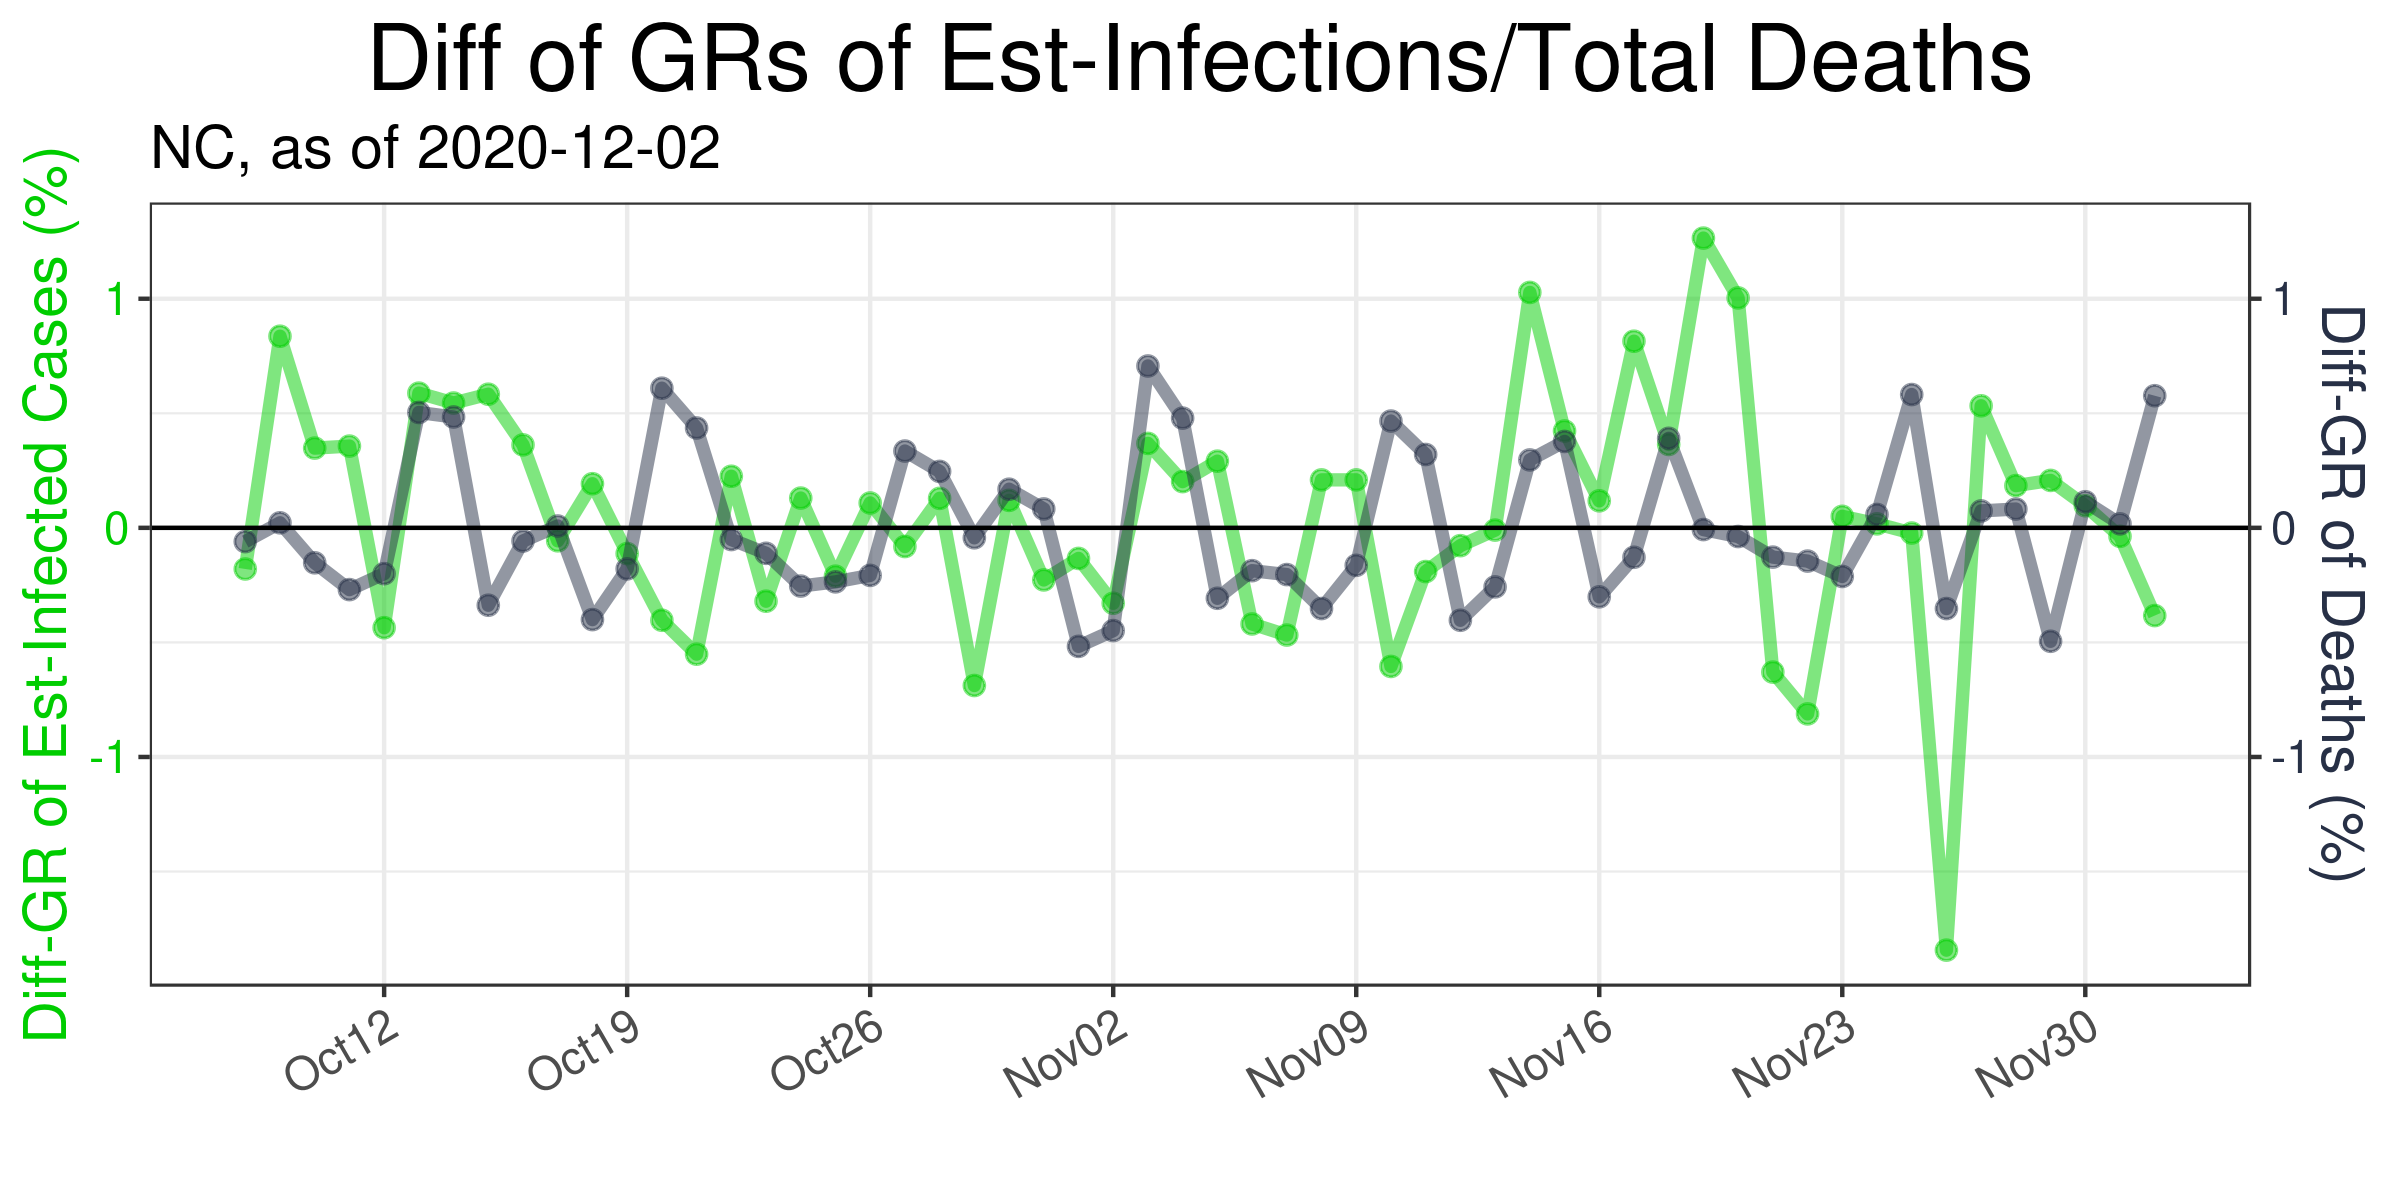 Diff of GRs of Est-Infections/Total Deaths
NC, as of 2020-12-02
Diff-GR of Est-Infected Cases (%)
1
0
-1
1
0
-1
Diff-GR of Deaths (%)
Oct12
Oct19
Oct26
Nov02
Nov09
Nov16
Nov23
Nov30